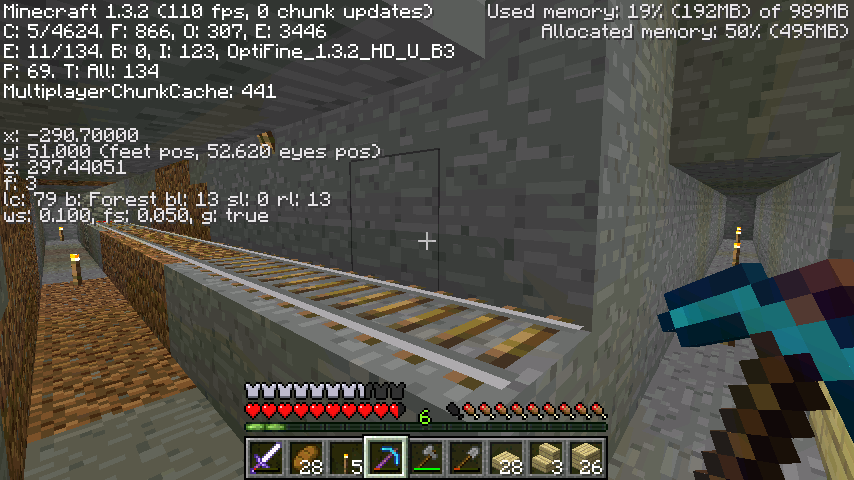 Minecraft 1.3.2 (110 fps, 0 chunk updates)
C: 5/4624, F: 866, O: 307, E: 3446
E: 11/134, B: 0, I: 123, OptiFine_1.3.2_HD_U_B3
P: 69, T: All: 134
MultiplayerChunkCache: 441
Used memory: 19% (192MB) of 989MB
Allocated memory: 50% (495MB)
x: -290.70000
y: 51.000 (feet pos, 52.620 eyes pos)
z: 297.44051
f: 3
lc: 79 b: Forest bl: 13 sl: 0 rl: 13
ws: 0.100, fs: 0.050, g: true
6
28 5 28 3 26